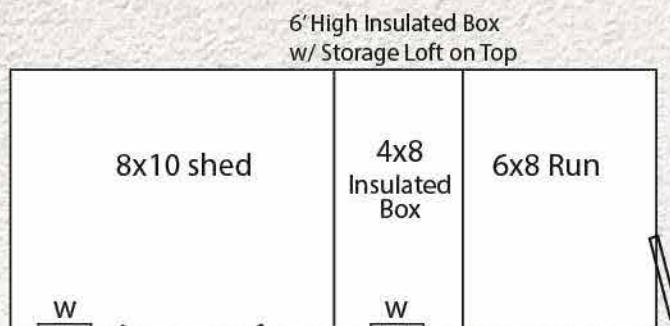 6' High Insulated Box
w/ Storage Loft on Top
8x10 shed
4x8
Insulated
Box
6x8 Run
W
W